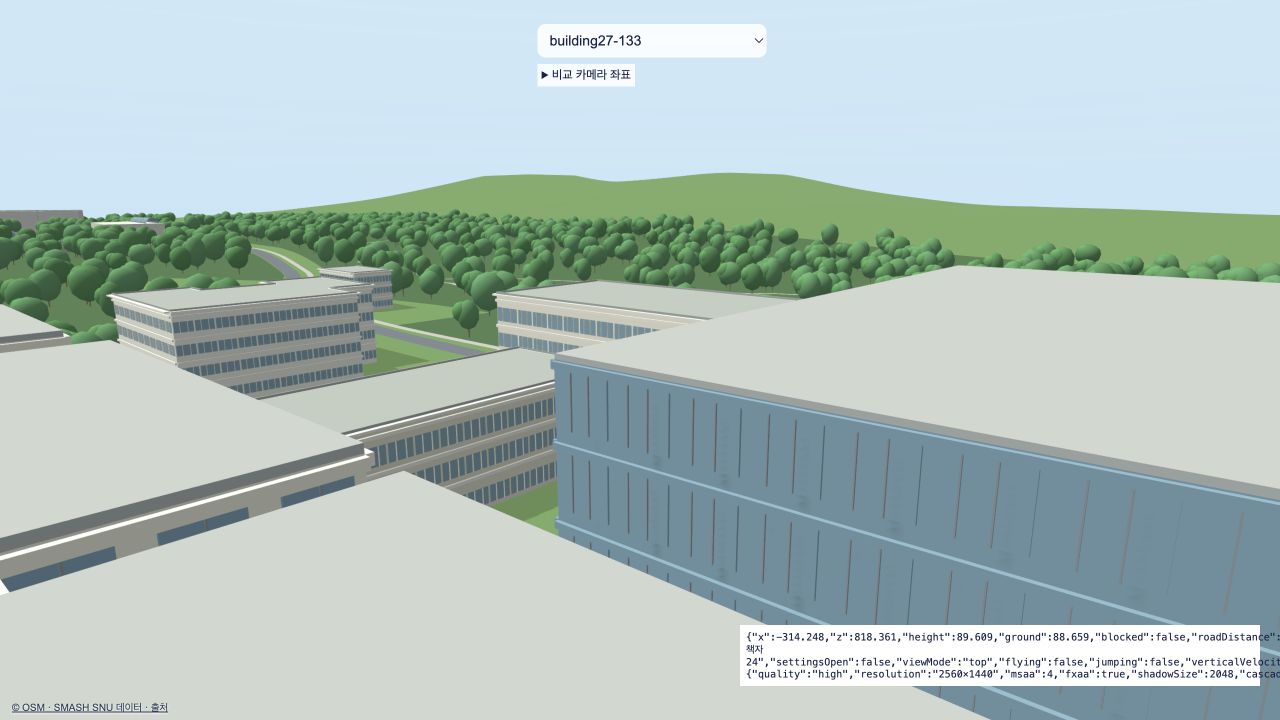 building27-133
▶ 비교 카메라 좌표
{"x":−314.248,"z":818.361,"height":89.609,"ground":88.659,"blocked":false,"roadDistance":
책자
24","settingsOpen":false,"viewMode":"top","flying":false,"jumping":false,"verticalVelocit
{"quality":"high","resolution":"2560×1440","msaa":4,"fxaa":true,"shadowSize":2048,"cascad
© OSM · SMASH SNU 데이터 · 출처